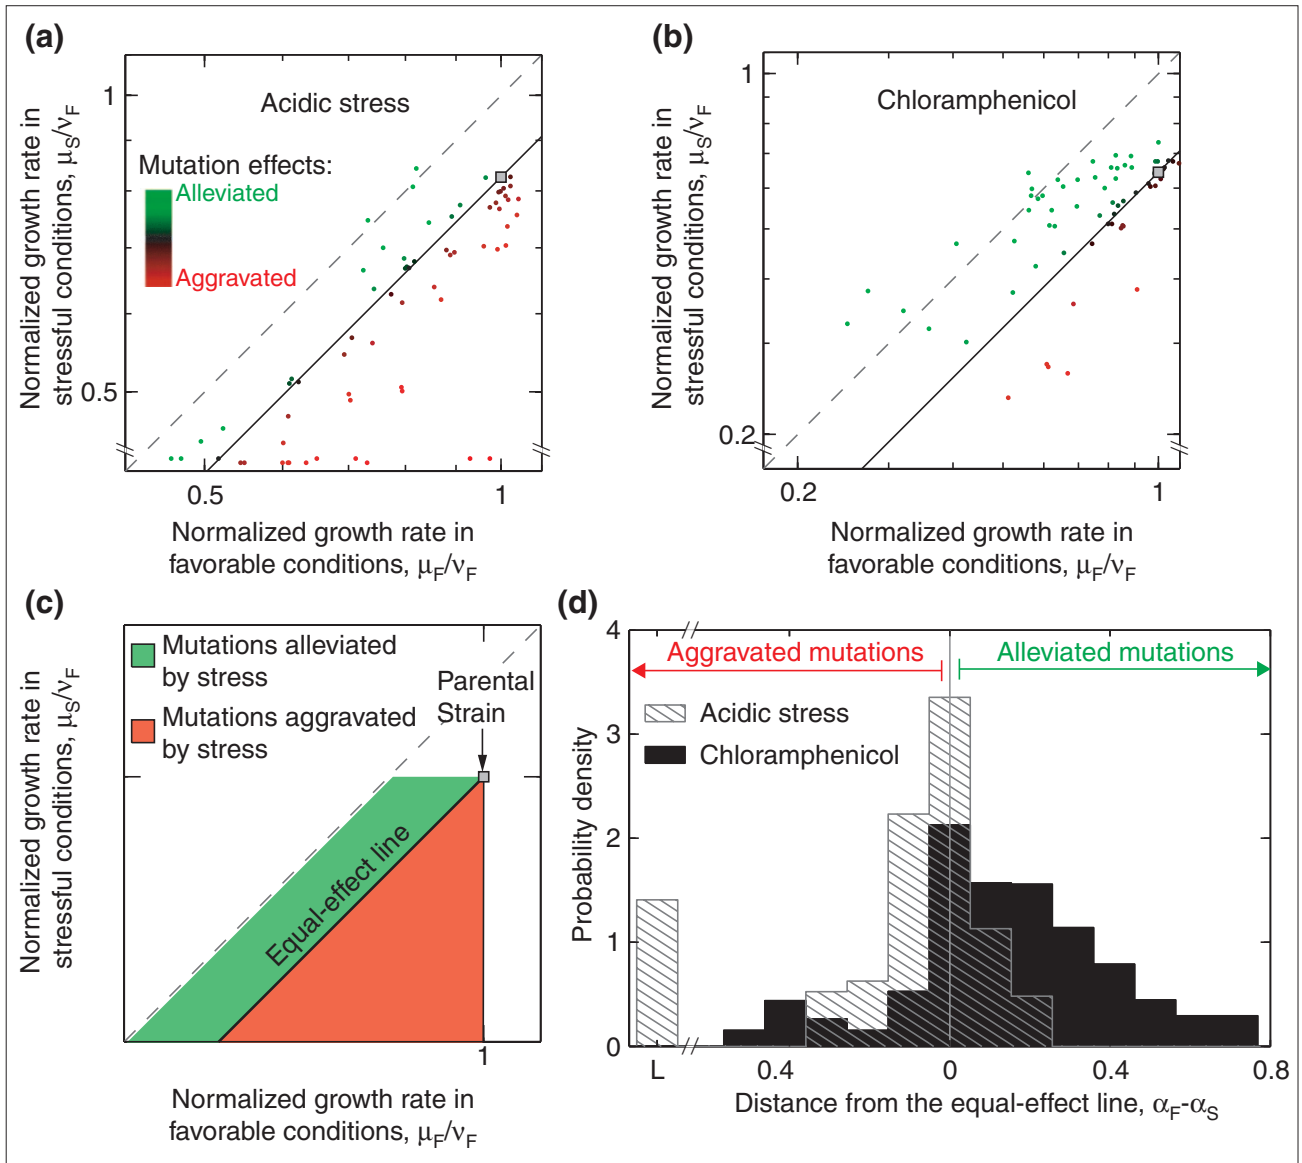 (a)
Normalized growth rate in
stressful conditions, μS/νF
1
0.5
Acidic stress
Mutation effects:
Alleviated
Aggravated
0.5
1
Normalized growth rate in
favorable conditions, μF/νF
(b)
Normalized growth rate in
stressful conditions, μS/νF
1
0.2
Chloramphenicol
0.2
1
Normalized growth rate in
favorable conditions, μF/νF
(c)
Normalized growth rate in
stressful conditions, μS/νF
Mutations alleviated
by stress
Mutations aggravated
by stress
Parental
Strain
Equal-effect line
1
Normalized growth rate in
favorable conditions, μF/νF
(d)
Probability density
4
3
2
1
0
Aggravated mutations
Alleviated mutations
Acidic stress
Chloramphenicol
L
0.4
0
0.4
0.8
Distance from the equal-effect line, αF-αS